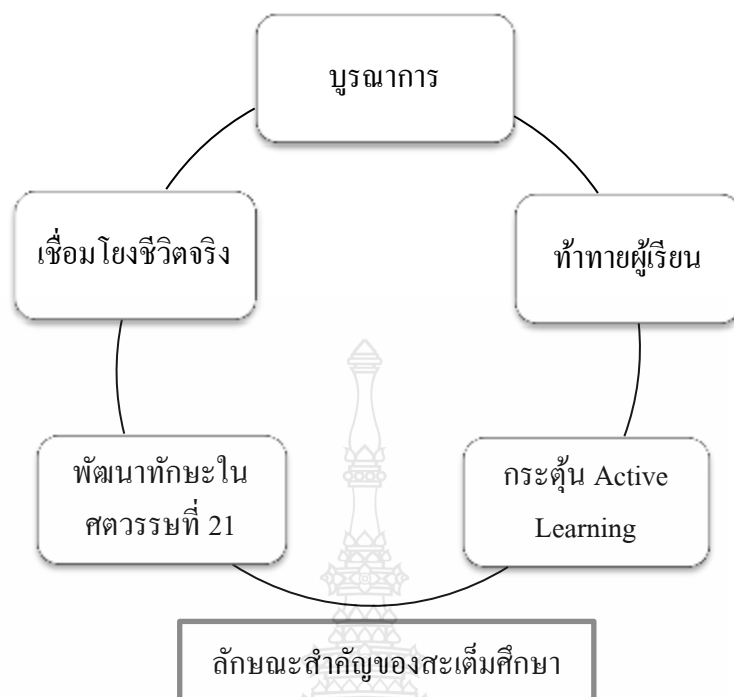 บูรณาการ
เชื่อมโยงชีวิตจริง
ท้าทายผู้เรียน
พัฒนาทักษะใน
ศตวรรษที่ 21
กระตุ้น Active
Learning
ลักษณะสำคัญของสะเต็มศึกษา